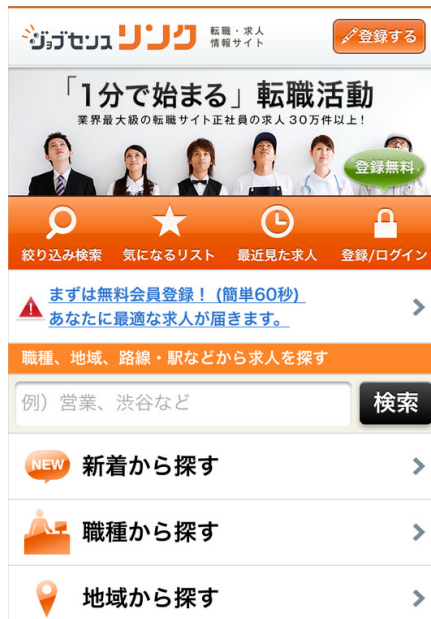 ジョブセンスリンク 転職・求人
情報サイト
登録する
「1分で始まる」転職活動
業界最大級の転職サイト正社員の求人30万件以上!
登録無料
絞り込み検索 気になるリスト 最近見た求人 登録/ログイン
まずは無料会員登録! (簡単60秒)
あなたに最適な求人が届きます。
職種、地域、路線・駅などから求人を探す
例）営業、渋谷など 検索
NEW 新着から探す
職種から探す
地域から探す